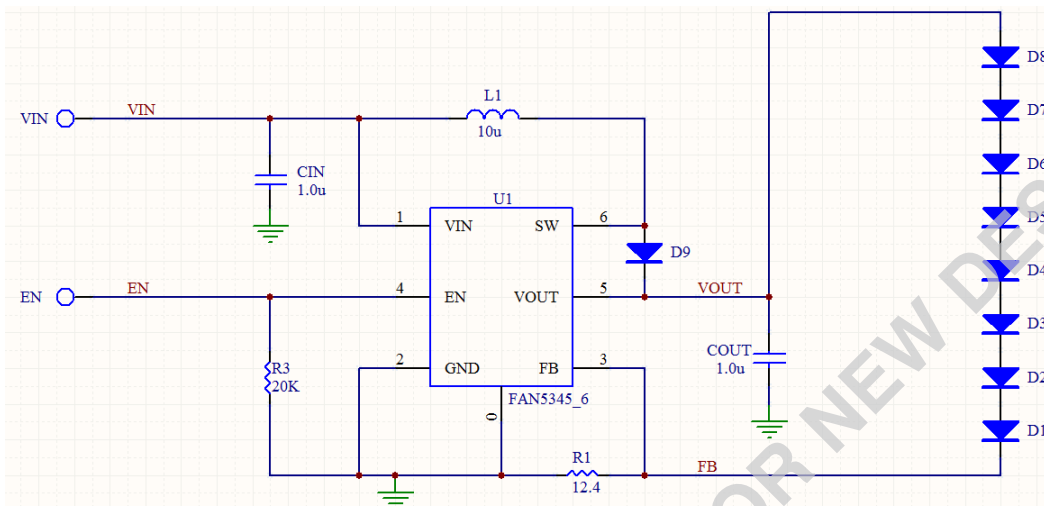 D8
L1
VIN
VIN
10u
D7
CIN
1.0u
D6
U1
1
VIN
SW
6
D5
D9
D4
EN
EN
4
EN
VOUT
5
VOUT
D3
COUT
1.0u
R3
20K
2
GND
FB
3
D2
FAN5345_6
0
D1
R1
12.4
FB
OR NEW DES